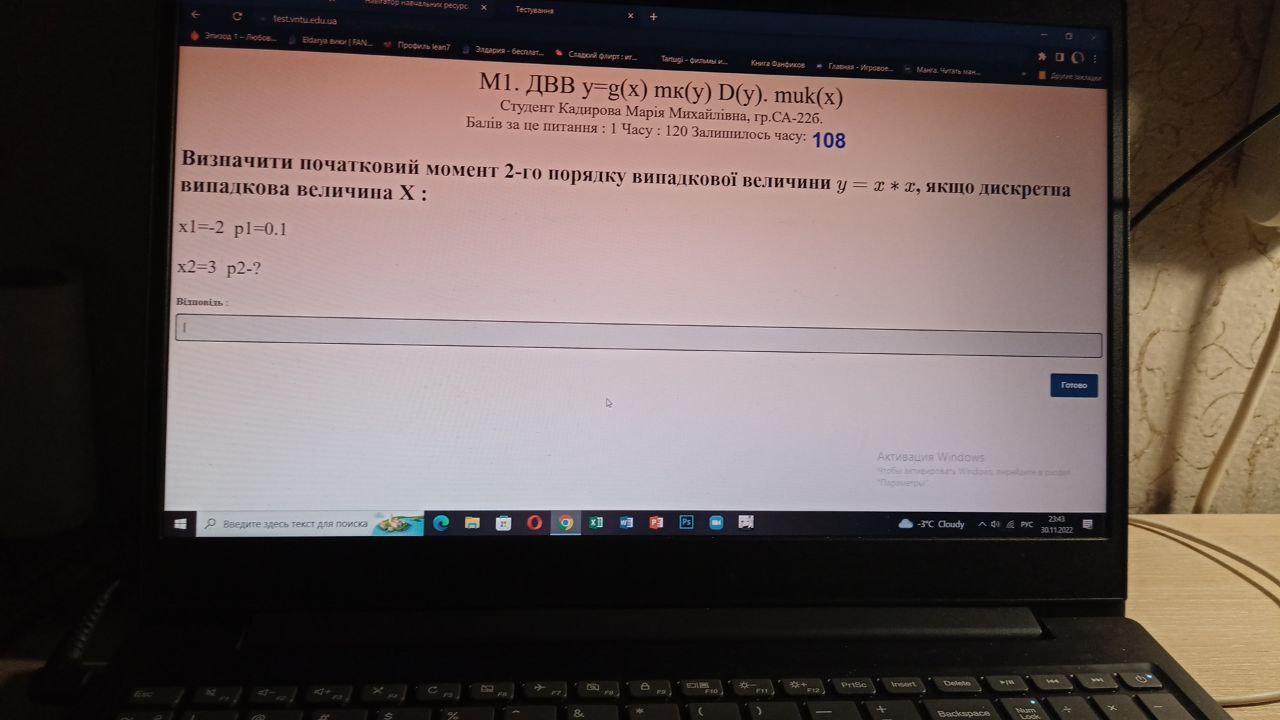 Навігатор навчальних ресурс
Тестування
test.vntu.edu.ua
Эпизод 1 – Любов...
Eldarya вики | FAN...
Профиль lean7
Элдария - бесплат...
Сладкий флирт : ит...
Tartugi - фильмы и...
Книга Фанфиков
Главная - Игровое...
Манга. Читать ман...
Другие закладки
М1. ДВВ y=g(x) mк(y) D(y). muk(x)
Студент Кадирова Марія Михайлівна, гр.СА-22б.
Балів за це питання : 1 Часу : 120 Залишилось часу: 108
Визначити початковий момент 2-го порядку випадкової величини y = x * x, якщо дискретна
випадкова величина X :
x1=-2 p1=0.1
x2=3 p2-?
Відповідь :
Готово
Активация Windows
Чтобы активировать Windows, перейдите в раздел
"Параметры".
Введите здесь текст для поиска
-3°C Cloudy
РУС
23:43
30.11.2022
Esc
F1
F2
F3
F4
F5
F6
F7
F8
F9
F10
F11
F12
PrtSc
Insert
Delete
Backspace
Num
Lock